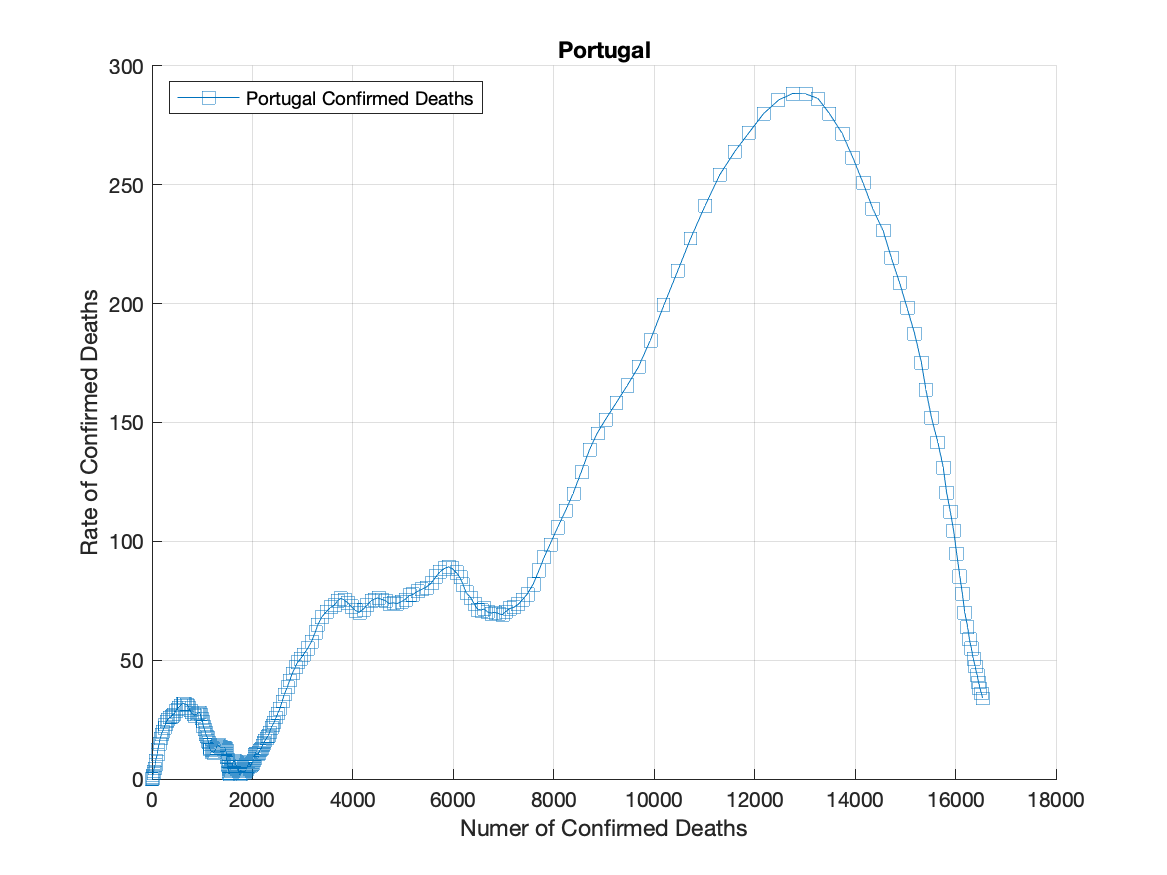 Portugal
Portugal Confirmed Deaths
300
250
200
150
100
50
0
Rate of Confirmed Deaths
0 2000 4000 6000 8000 10000 12000 14000 16000 18000
Numer of Confirmed Deaths